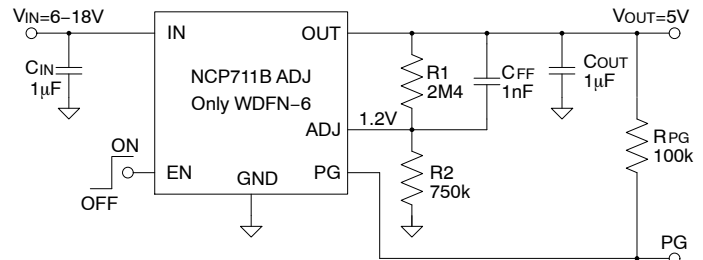 VIN=6–18V
VOUT=5V
IN
OUT
CIN
1μF
NCP711B ADJ
Only WDFN–6
R1
2M4
CFF
1nF
COUT
1μF
ADJ
1.2V
RPG
100k
ON
OFF
EN
GND
PG
R2
750k
PG